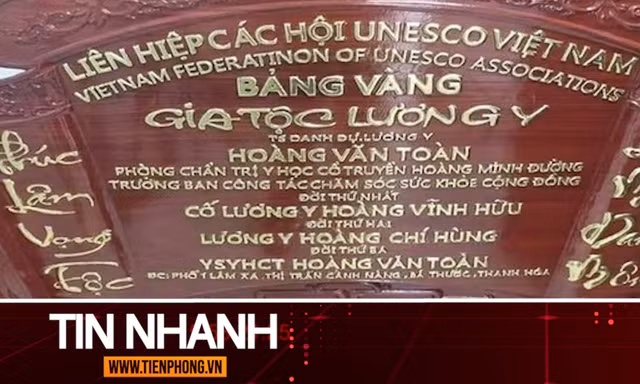 LIÊN HIỆP CÁC HỘI UNESCO VIỆT NAM
VIETNAM FEDERATINON OF UNESCO ASSOCIATIONS
BẢNG VÀNG
GIA TỘC LƯƠNG Y
TS DANH DỰ.LƯƠNG Y
HOÀNG VĂN TOÀN
PHÒNG CHẨN TRỊ Y HỌC CỔ TRUYỀN HOÀNG MINH ĐƯỜNG
TRƯỞNG BAN CÔNG TÁC CHĂM SÓC SỨC KHỎE CỘNG ĐỒNG
ĐỜI THỨ NHẤT
CỐ LƯƠNG Y HOÀNG VĨNH HỮU
ĐỜI THỨ HAI
LƯƠNG Y HOÀNG CHÍ HÙNG
ĐỜI THỨ BA
YSYHCT HOÀNG VĂN TOÀN
ĐC: PHỐ 1 LÂM XA, THỊ TRẤN CÀNH NÀNG, BÁ THƯỚC, THANH HÓA
Phúc
Lâm
Vọng
Tộc
TIN NHANH
WWW.TIENPHONG.VN